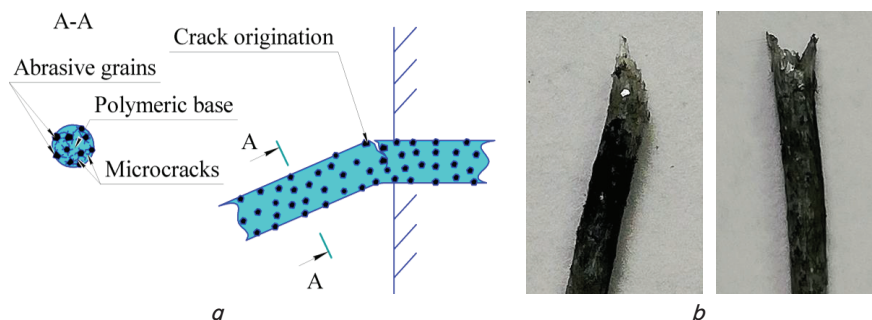 A-A
Crack origination
Abrasive grains
Polymeric base
A
Microcracks
A
a
b